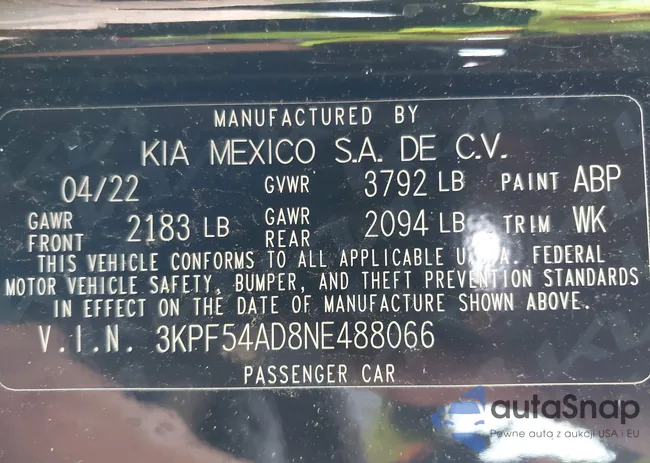 MANUFACTURED BY
KIA MEXICO S.A. DE C.V.
04/22 GVWR 3792 LB PAINT ABP
GAWR FRONT 2183 LB GAWR REAR 2094 LB TRIM WK
THIS VEHICLE CONFORMS TO ALL APPLICABLE U.S.A. FEDERAL
MOTOR VEHICLE SAFETY, BUMPER, AND THEFT PREVENTION STANDARDS
IN EFFECT ON THE DATE OF MANUFACTURE SHOWN ABOVE.
V.I.N. 3KPF54AD8NE488066
PASSENGER CAR
autaSnap
Pewne auta z aukcji USA i EU